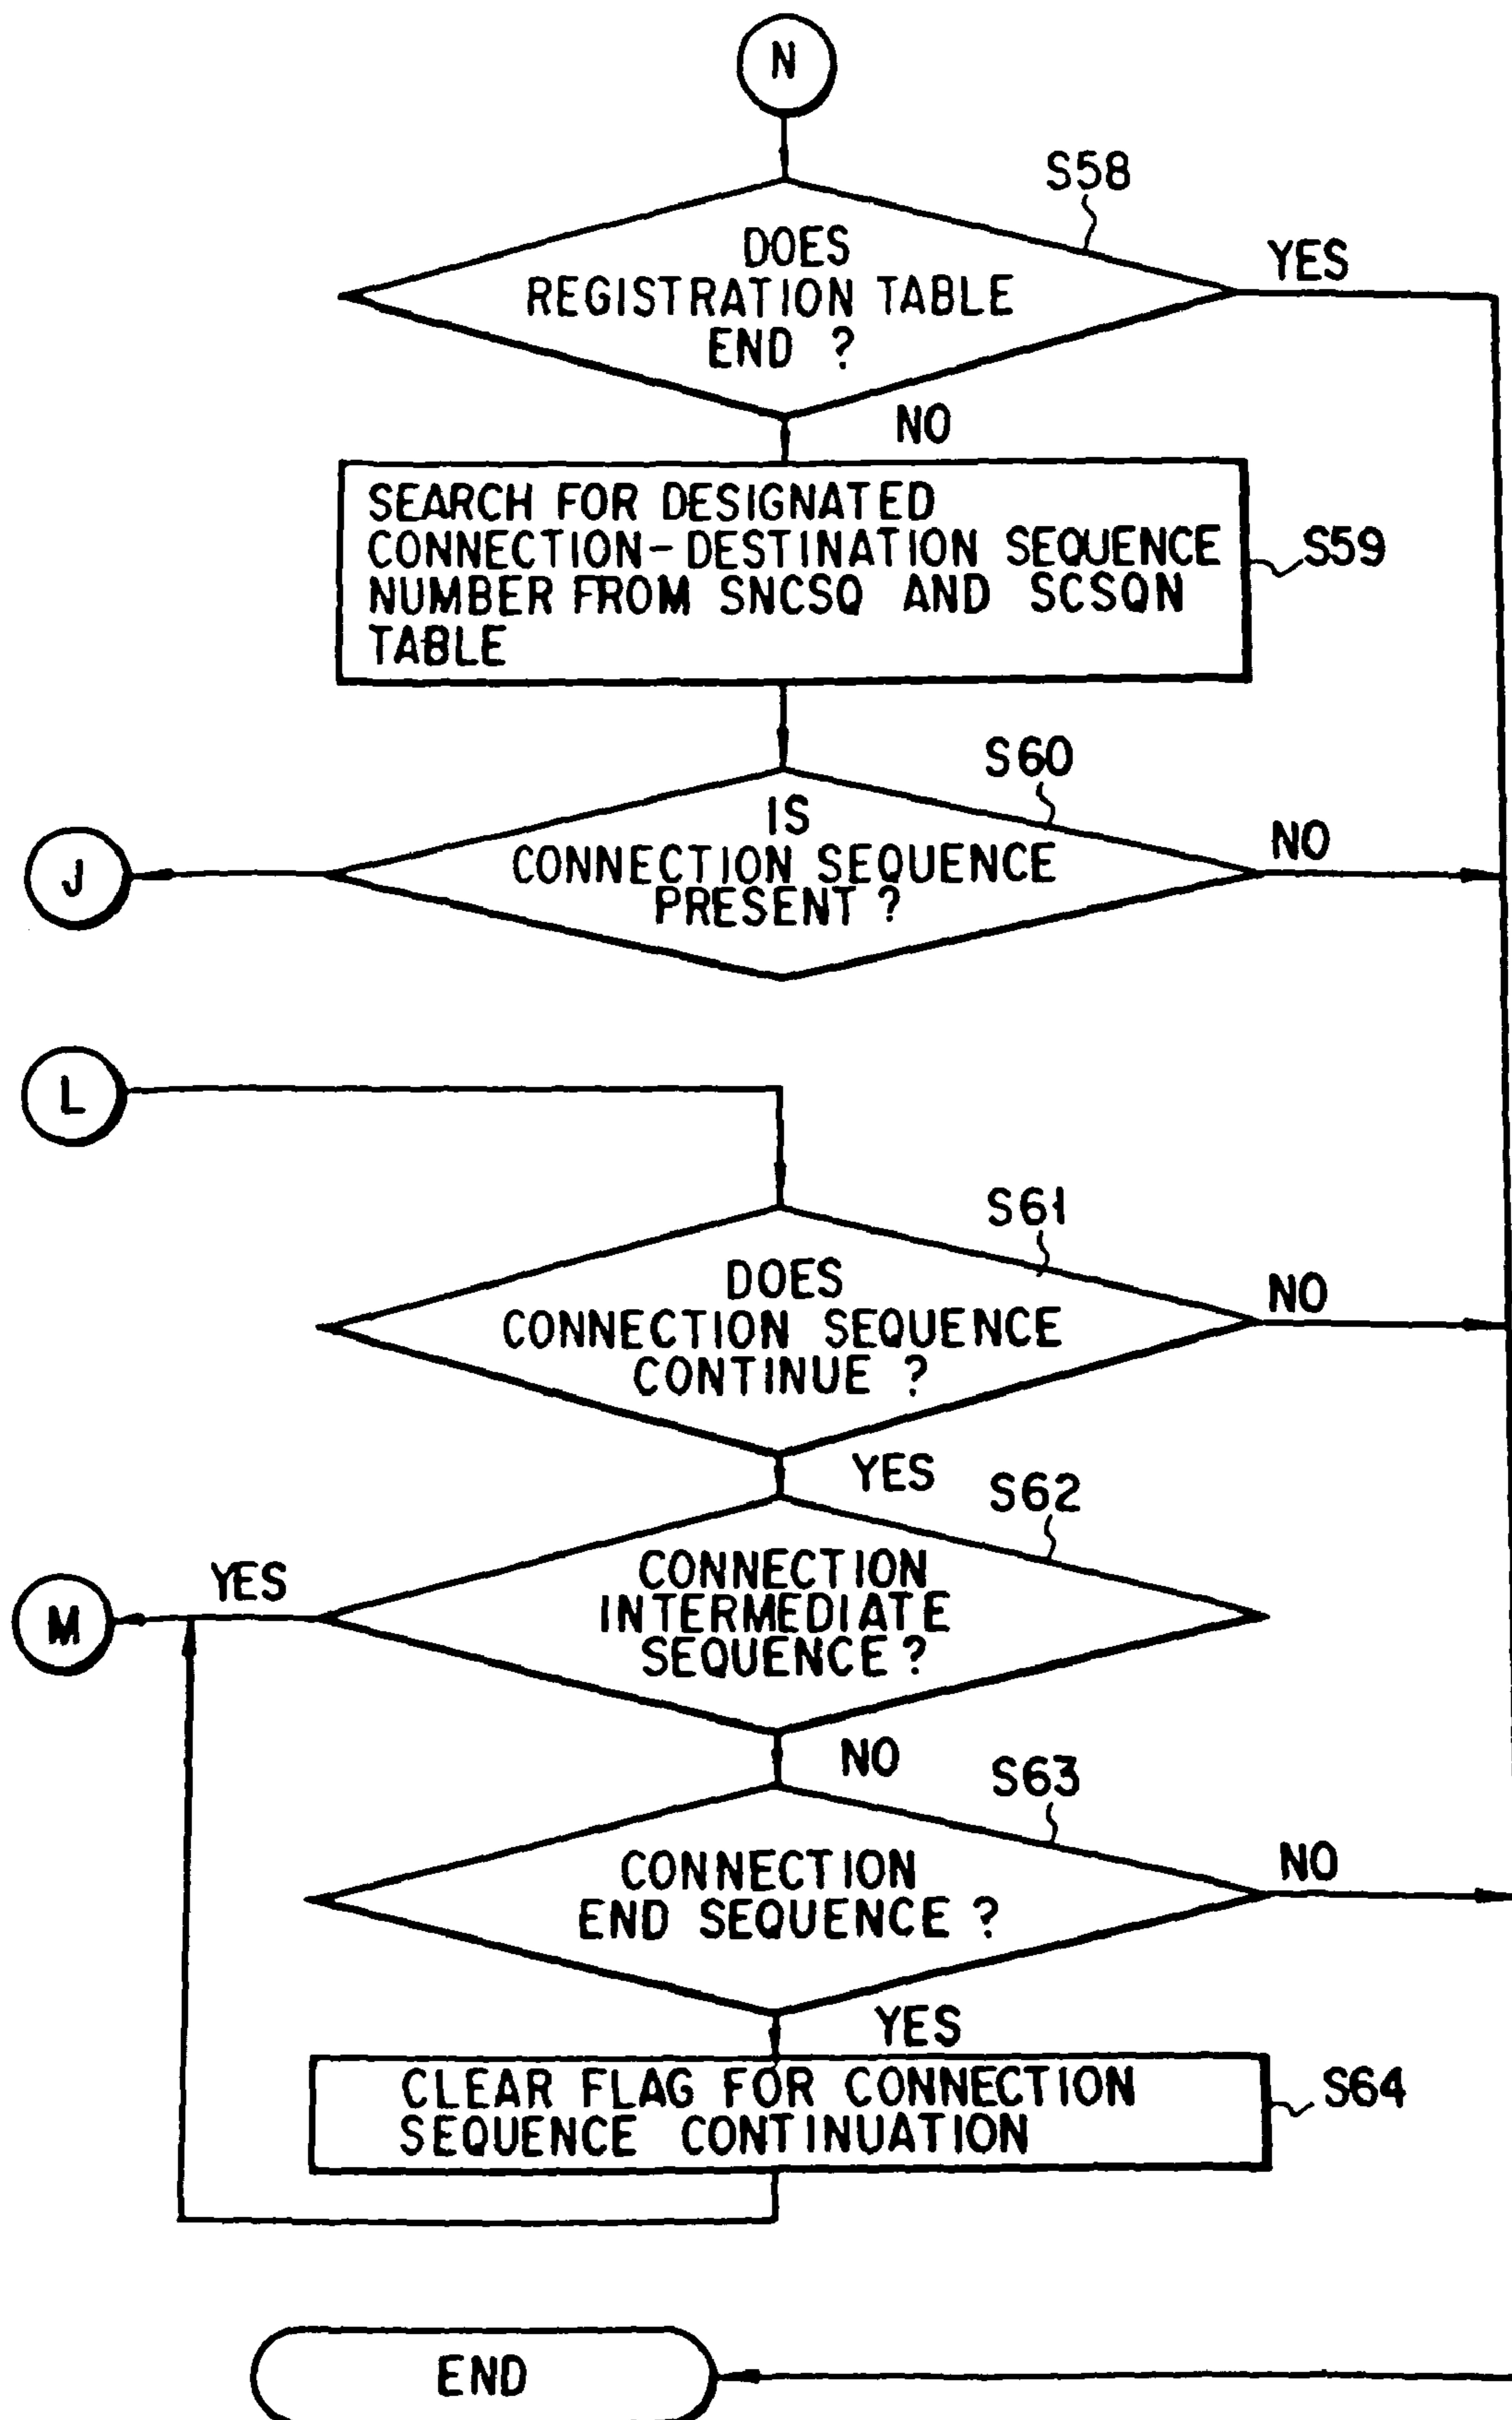 N
S58
DOES
REGISTRATION TABLE
END ?
YES
NO
SEARCH FOR DESIGNATED
CONNECTION-DESTINATION SEQUENCE
NUMBER FROM SNCSQ AND SCSQN
TABLE
S59
S60
IS
CONNECTION SEQUENCE
PRESENT ?
NO
J
L
S61
DOES
CONNECTION SEQUENCE
CONTINUE ?
NO
YES
S62
CONNECTION
INTERMEDIATE
SEQUENCE ?
YES
M
NO
S63
CONNECTION
END SEQUENCE ?
NO
YES
CLEAR FLAG FOR CONNECTION
SEQUENCE CONTINUATION
S64
END